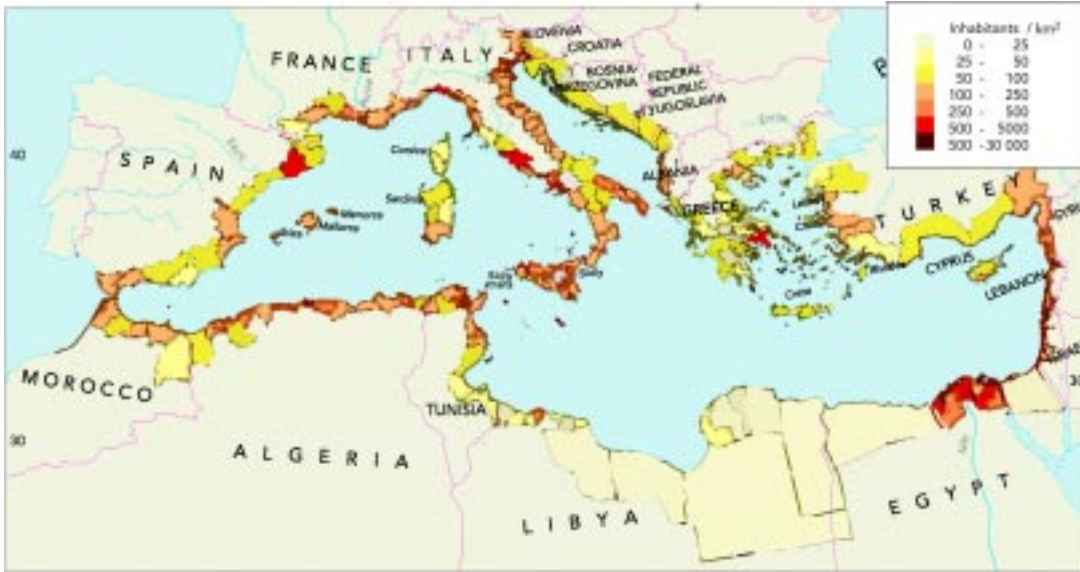 Inhabitants / km²
0 - 25
25 - 50
50 - 100
100 - 250
250 - 500
500 - 5000
500 - 30 000
SLOVENIA
CROATIA
FRANCE
ITALY
BOSNIA-
HERZEGOVINA
FEDERAL
REPUBLIC
YUGOSLAVIA
40
SPAIN
Corsica
Sardinia
Menorca
Mallorca
Ibiza
ALBANIA
GREECE
TURKEY
Sicily
Crete
Rhodes
CYPRUS
LEBANON
MOROCCO
TUNISIA
30
ALGERIA
LIBYA
EGYPT